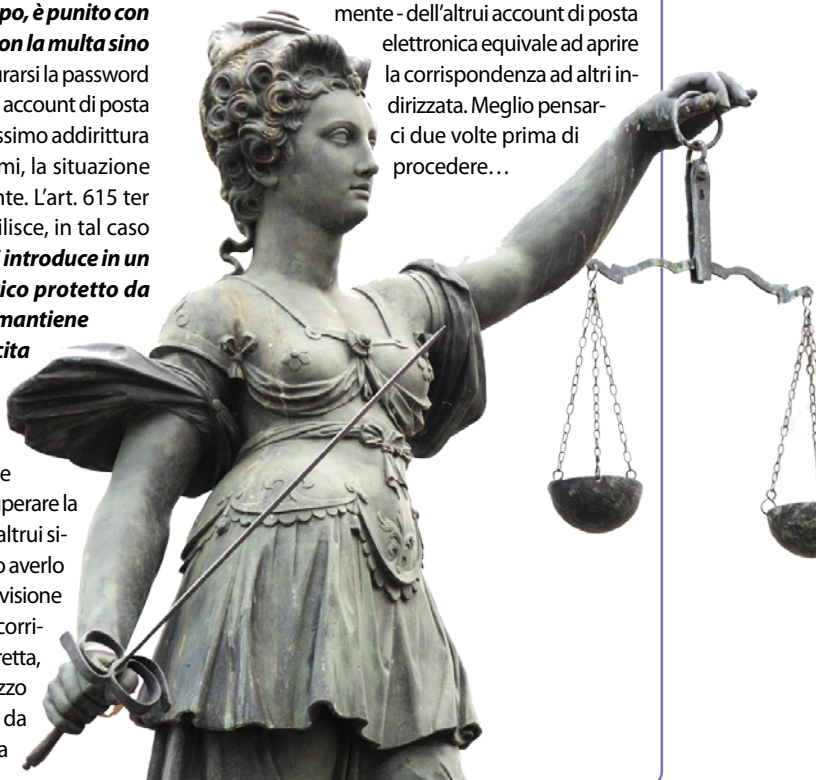 po, è punito con
on la multa sino
urarsi la password
account di posta
ssimo addirittura
mi, la situazione
nte. L'art. 615 ter
ilisce, in tal caso
i introduce in un
ico protetto da
mantiene
cita
e
perare la
altrui si-
o averlo
visione
corri-
retta,
zzo
da
a
mente - dell'altrui account di posta
elettronica equivale ad aprire
la corrispondenza ad altri in-
dirizzata. Meglio pensar-
ci due volte prima di
procedere…